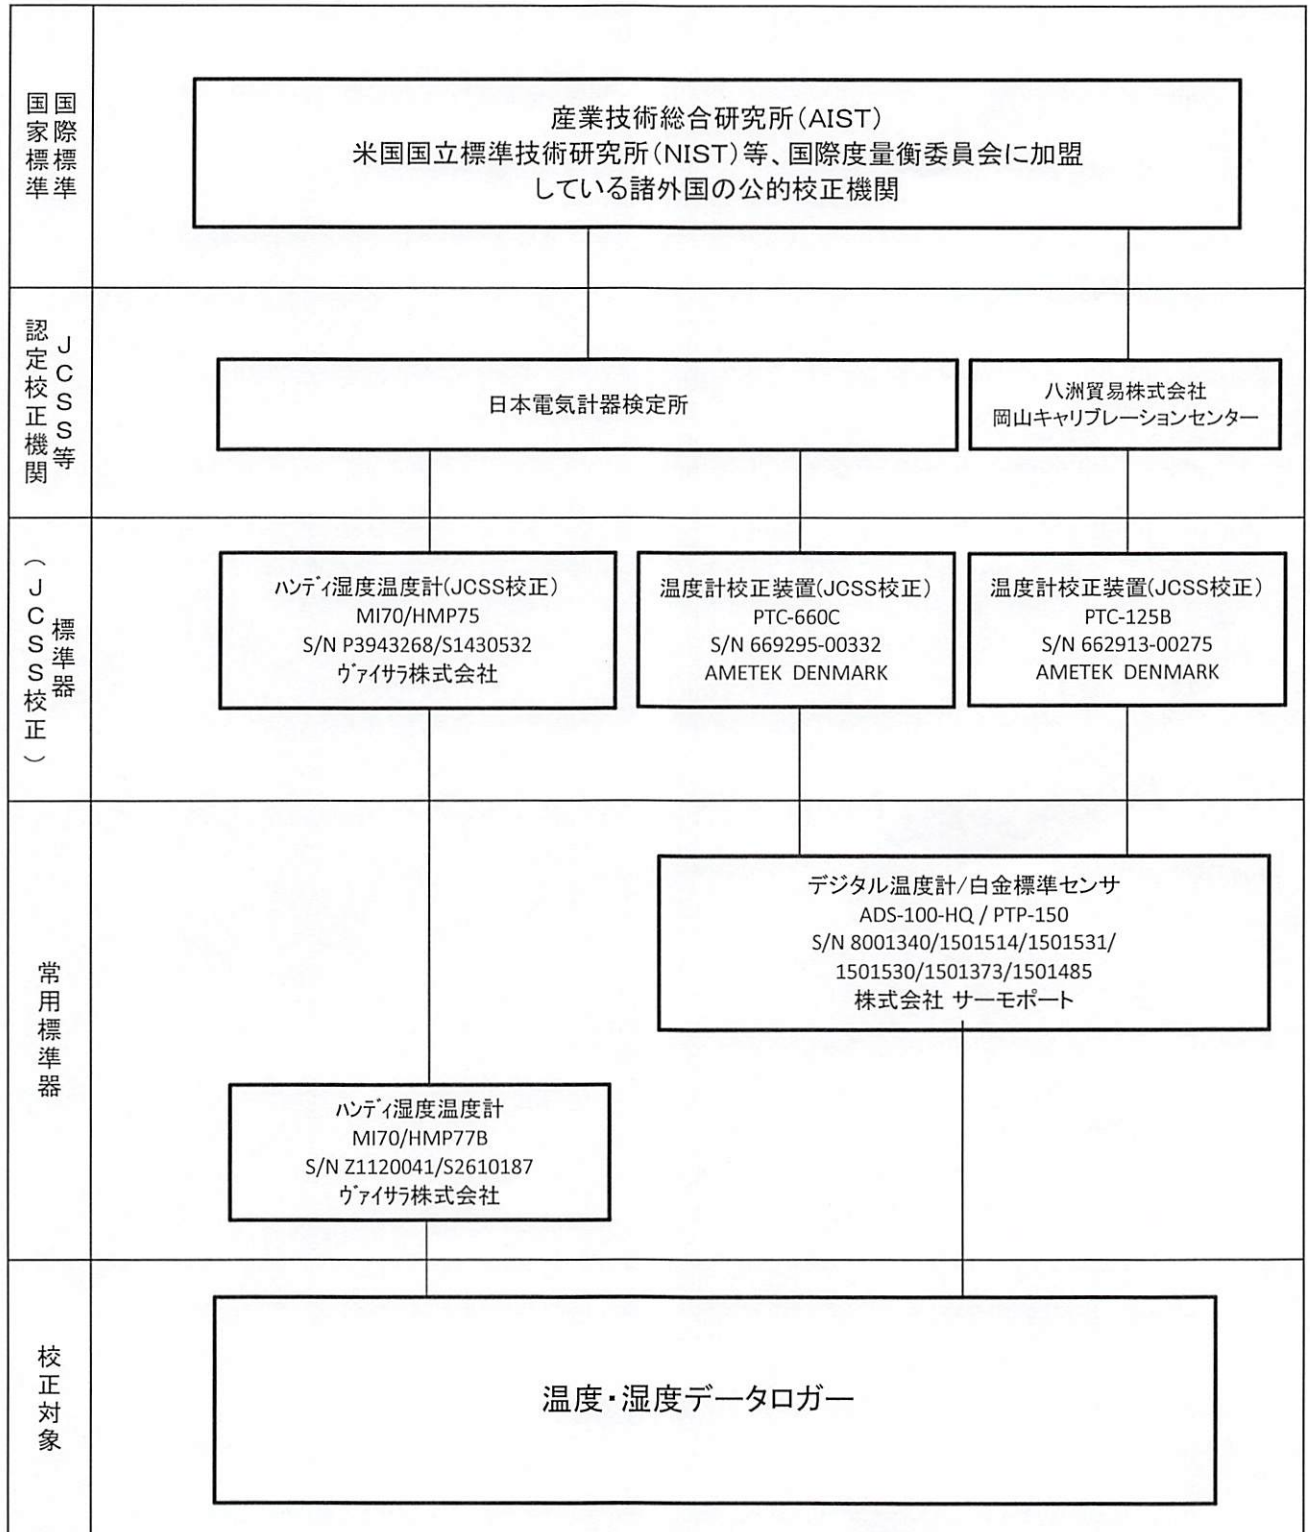 国際標準
国家標準
産業技術総合研究所(AIST)
米国国立標準技術研究所(NIST)等、国際度量衡委員会に加盟
している諸外国の公的校正機関
JCSS等
認定校正機関
日本電気計器検定所
八洲貿易株式会社
岡山キャリブレーションセンター
標準器
(JCSS校正)
ハンディ湿度温度計(JCSS校正)
MI70/HMP75
S/N P3943268/S1430532
ヴァイサラ株式会社
温度計校正装置(JCSS校正)
PTC-660C
S/N 669295-00332
AMETEK DENMARK
温度計校正装置(JCSS校正)
PTC-125B
S/N 662913-00275
AMETEK DENMARK
常用標準器
デジタル温度計/白金標準センサ
ADS-100-HQ / PTP-150
S/N 8001340/1501514/1501531/
1501530/1501373/1501485
株式会社 サーモポート
ハンディ湿度温度計
MI70/HMP77B
S/N Z1120041/S2610187
ヴァイサラ株式会社
校正対象
温度・湿度データロガー